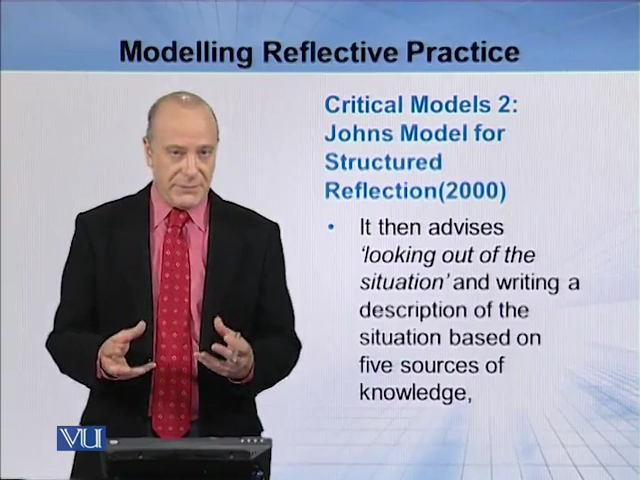 Modelling Reflective Practice
Critical Models 2:
Johns Model for
Structured
Reflection(2000)
• It then advises
‘looking out of the
situation’ and writing a
description of the
situation based on
five sources of
knowledge,
VU